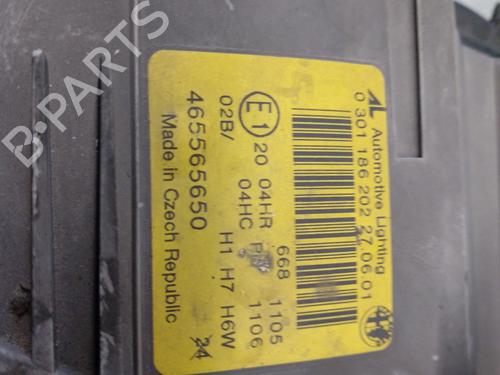 AL Automotive Lighting
0 301 186 202 27.06.01
668 1105
E1 20 04HR 1106
02B/ 04HC H1 H7 H6W
465565650 24
Made in Czech Republic
B-PARTS